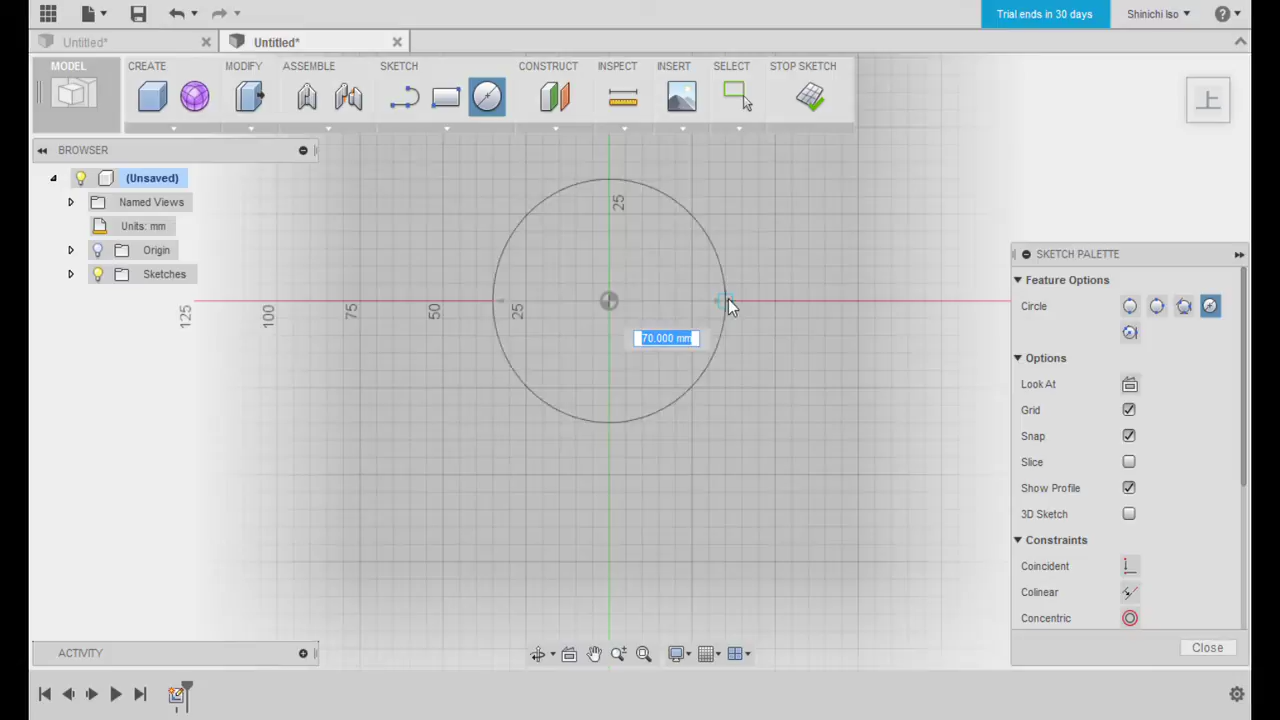 Trial ends in 30 days
Shinichi Iso
Untitled*
Untitled*
MODEL
CREATE
MODIFY
ASSEMBLE
SKETCH
CONSTRUCT
INSPECT
INSERT
SELECT
STOP SKETCH
上
BROWSER
(Unsaved)
Named Views
Units: mm
Origin
Sketches
25
125
100
75
50
25
70.000 mm
SKETCH PALETTE
Feature Options
Circle
Options
Look At
Grid
Snap
Slice
Show Profile
3D Sketch
Constraints
Coincident
Colinear
Concentric
Close
ACTIVITY